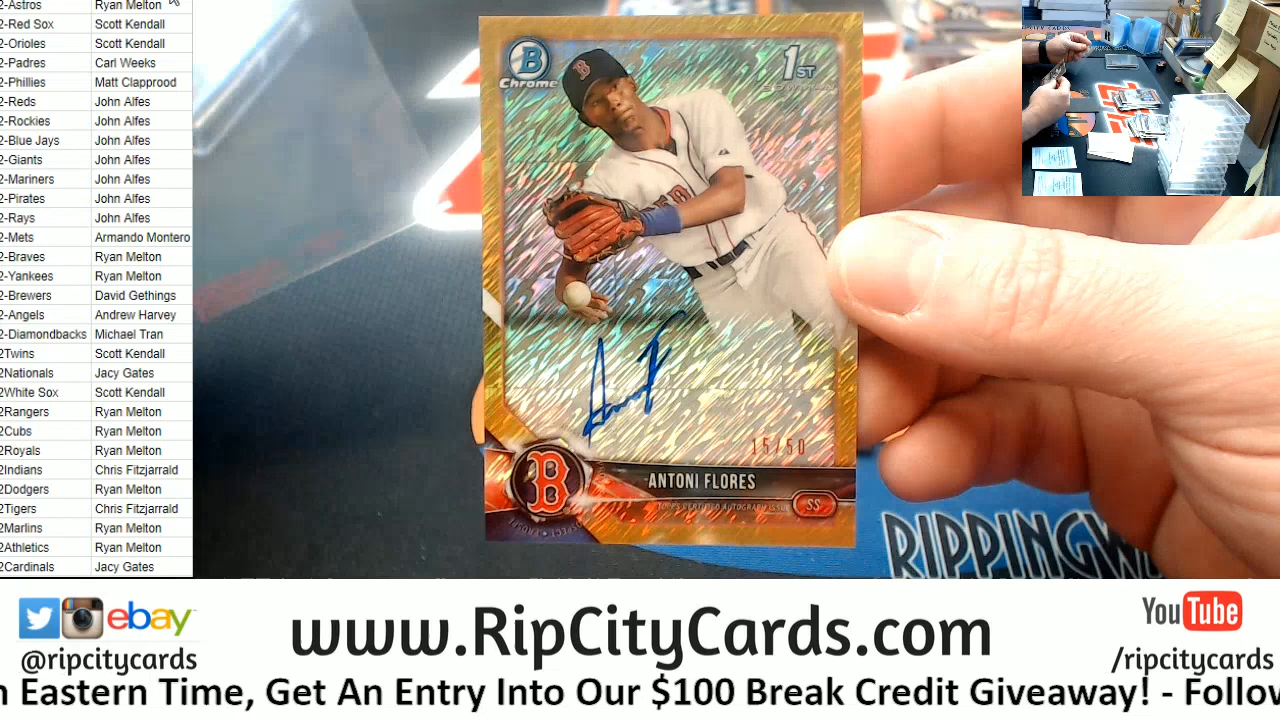 2-Astros Ryan Melton
2-Red Sox Scott Kendall
2-Orioles Scott Kendall
2-Padres Carl Weeks
2-Phillies Matt Clapprood
2-Reds John Alfes
2-Rockies John Alfes
2-Blue Jays John Alfes
2-Giants John Alfes
2-Mariners John Alfes
2-Pirates John Alfes
2-Rays John Alfes
2-Mets Armando Montero
2-Braves Ryan Melton
2-Yankees Ryan Melton
2-Brewers David Gethings
2-Angels Andrew Harvey
2-Diamondbacks Michael Tran
2Twins Scott Kendall
2Nationals Jacy Gates
2White Sox Scott Kendall
2Rangers Ryan Melton
2Cubs Ryan Melton
2Royals Ryan Melton
2Indians Chris Fitzjarrald
2Dodgers Ryan Melton
2Tigers Chris Fitzjarrald
2Marlins Ryan Melton
2Athletics Ryan Melton
2Cardinals Jacy Gates
B
Chrome
1ST
BOWMAN
B
15/50
B
ANTONI FLORES
TOPPS CERTIFIED AUTOGRAPH ISSUE
SS
RIPPINGW
ebay
@ripcitycards
www.RipCityCards.com
YouTube
/ripcitycards
n Eastern Time, Get An Entry Into Our $100 Break Credit Giveaway! - Follow